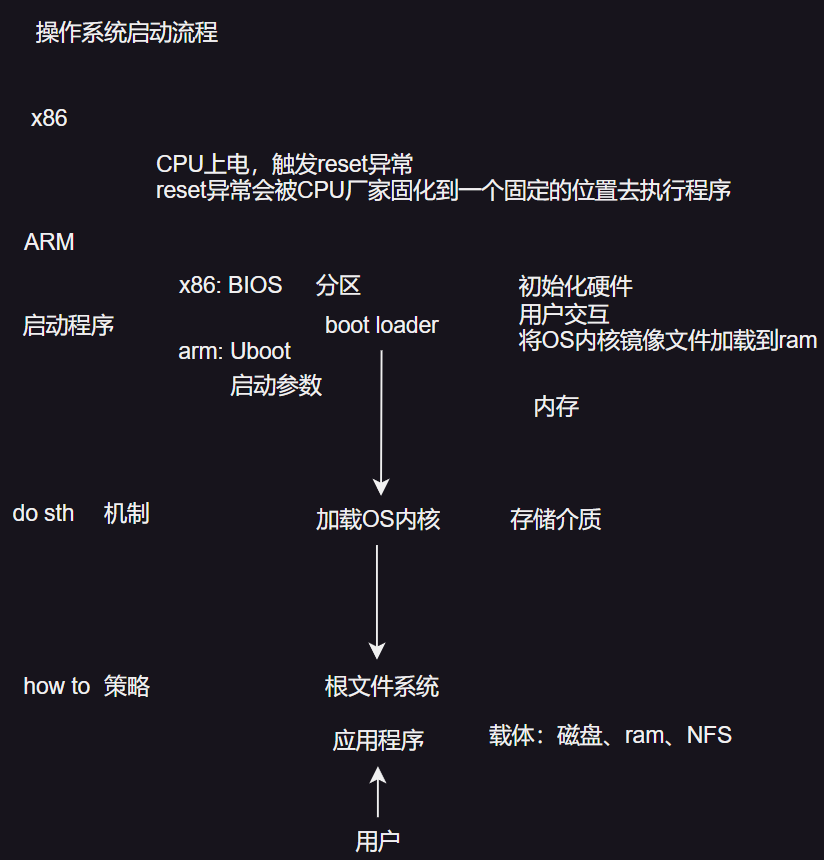 操作系统启动流程
x86
CPU上电，触发reset异常
reset异常会被CPU厂家固化到一个固定的位置去执行程序
ARM
x86: BIOS 分区 初始化硬件
用户交互
启动程序 boot loader
将OS内核镜像文件加载到ram
arm: Uboot
启动参数
内存
do sth 机制 加载OS内核 存储介质
how to 策略 根文件系统
应用程序 载体：磁盘、ram、NFS
用户